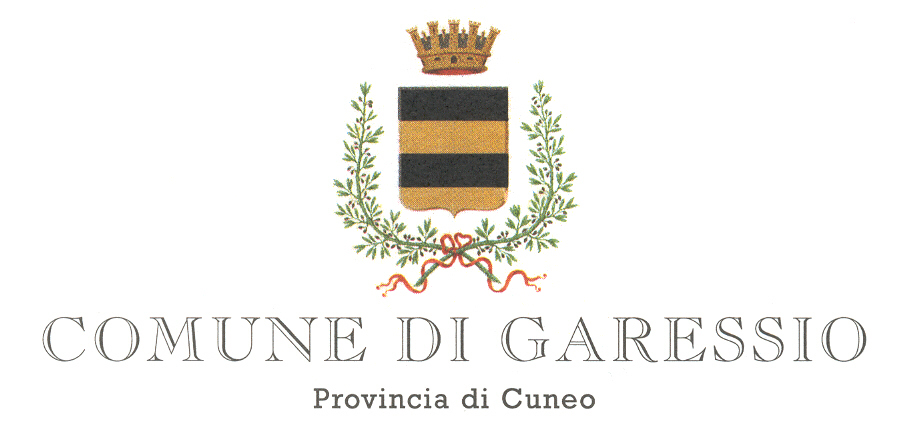 COMUNE DI GARESSIO
Provincia di Cuneo